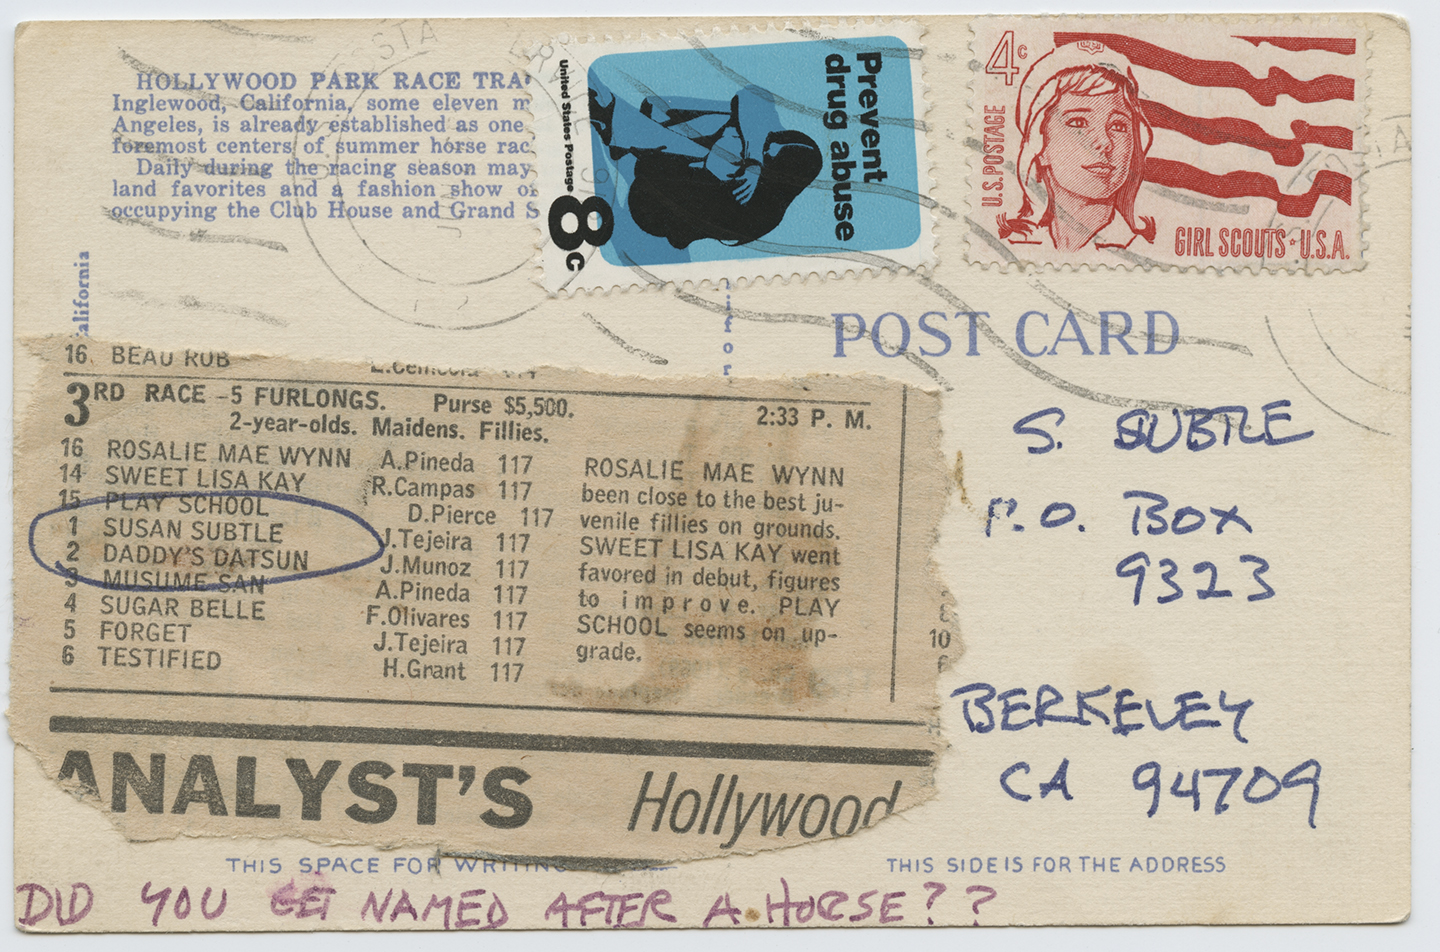 HOLLYWOOD PARK RACE TRA
Inglewood, California, some eleven m
Angeles, is already established as one
foremost centers of summer horse rac
Daily during the racing season may
land favorites and a fashion show o
occupying the Club House and Grand S
alifornia
Prevent
drug abuse
United States Postage 8c
4c
U.S. POSTAGE
GIRL SCOUTS · U.S.A.
POST CARD
16 BEAU RUB
3RD RACE - 5 FURLONGS. Purse $5,500. 2:33 P. M.
2-year-olds. Maidens. Fillies.
16 ROSALIE MAE WYNN A.Pineda 117
14 SWEET LISA KAY R.Campas 117
15 PLAY SCHOOL D.Pierce 117
1 SUSAN SUBTLE J.Tejeira 117
2 DADDY'S DATSUN J.Munoz 117
3 MUSUME SAN A.Pineda 117
4 SUGAR BELLE F.Olivares 117
5 FORGET J.Tejeira 117
6 TESTIFIED H.Grant 117
ROSALIE MAE WYNN
been close to the best ju-
venile fillies on grounds.
SWEET LISA KAY went
favored in debut, figures
to improve. PLAY
SCHOOL seems on up-
grade.
10
ANALYST'S Hollywood
S. SUBTLE
P.O. BOX
9323
BERKELEY
CA 94709
THIS SPACE FOR WRITING
THIS SIDE IS FOR THE ADDRESS
DID YOU GET NAMED AFTER A HORSE??